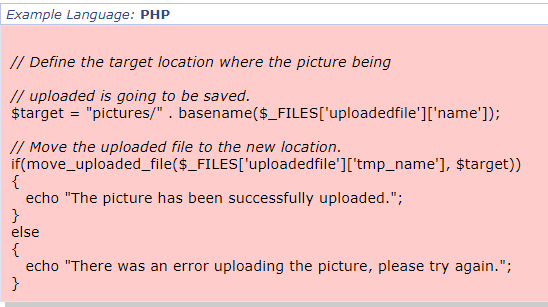 Example Language: PHP
// Define the target location where the picture being
// uploaded is going to be saved.
$target = "pictures/" . basename($_FILES['uploadedfile']['name']);
// Move the uploaded file to the new location.
if(move_uploaded_file($_FILES['uploadedfile']['tmp_name'], $target))
{
echo "The picture has been successfully uploaded.";
}
else
{
echo "There was an error uploading the picture, please try again.";
}